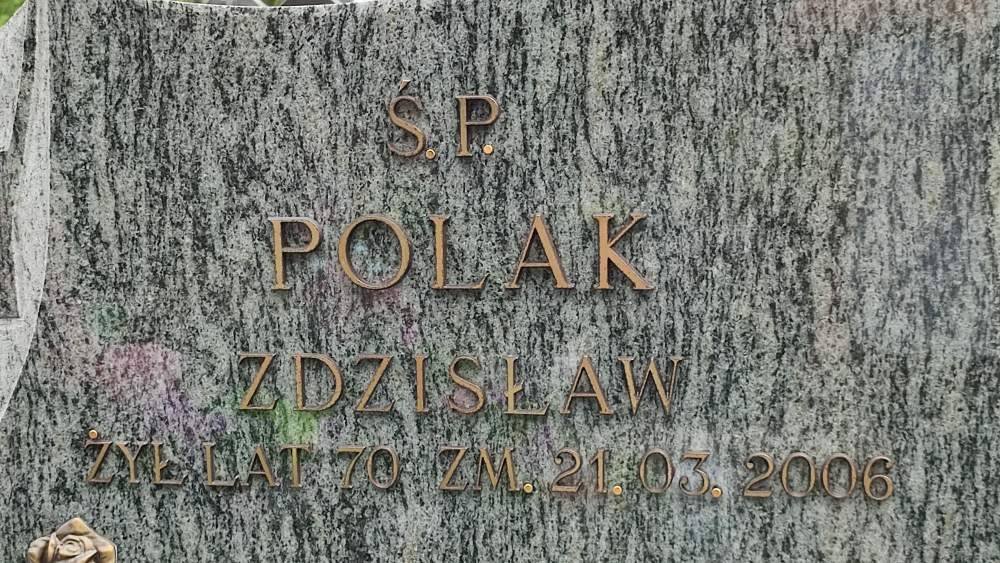 Ś.P.
POLAK
ZDZISŁAW
ŻYŁ LAT 70 ZM. 21.03.2006